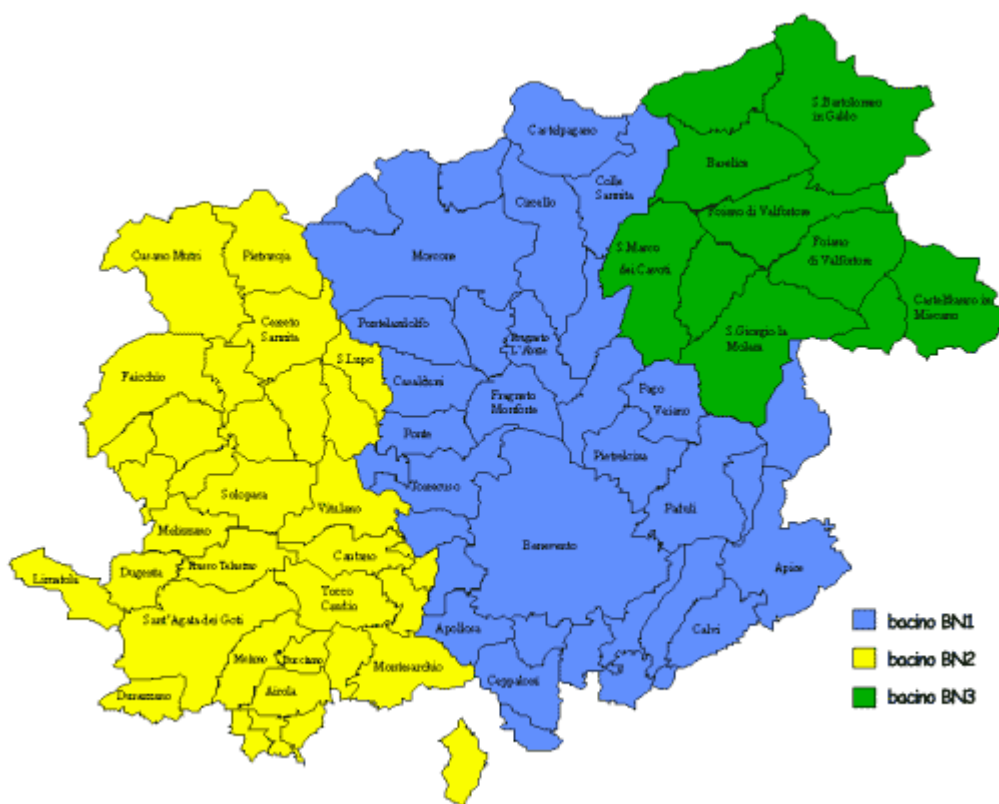 S.Bartolomeo
in Galdo
Castelpagano
Baselice
Colle
Sannita
Circello
Foiano di Valfortore
S.Marco
dei Cavoti
Foiano
di Valfortore
Cusano Mutri
Pietraroja
Morcone
Castelfranco in
Miscano
Cerreto
Sannita
Pontelandolfo
Fragneto
L'Abate
S.Giorgio la
Molara
S.Lupo
Faicchio
Casalduni
Fragneto
Monforte
Pago
Veiano
Ponte
Pietrelcina
Solopaca
Torrecuso
Vitulano
Paduli
Melizzano
Benevento
Cautano
Limatola
Dugenta
Frasso Telesino
Apice
Tocco
Caudio
Sant'Agata dei Goti
Apollosa
Calvi
bacino BN1
Moiano
Bucciano
Montesarchio
bacino BN2
Ceppaloni
Durazzano
Airola
bacino BN3